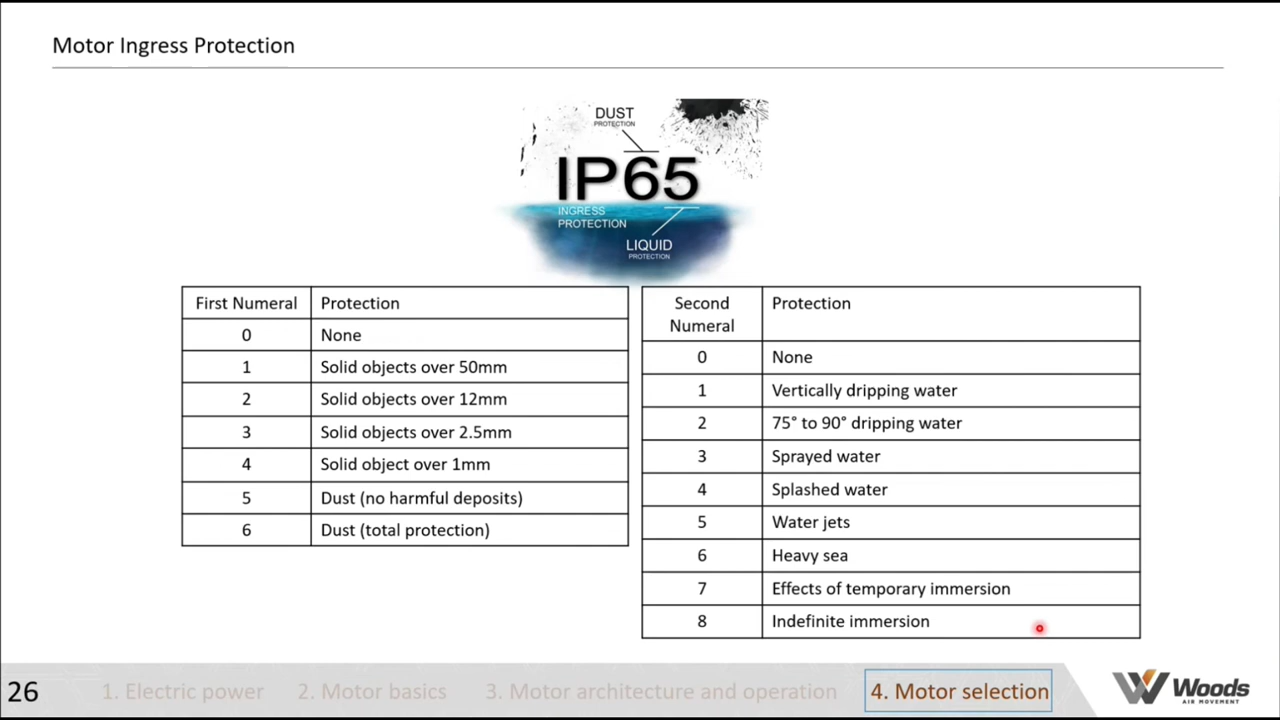 Motor Ingress Protection
DUST
PROTECTION
IP65
INGRESS
PROTECTION
LIQUID
PROTECTION
First Numeral Protection
0 None
1 Solid objects over 50mm
2 Solid objects over 12mm
3 Solid objects over 2.5mm
4 Solid object over 1mm
5 Dust (no harmful deposits)
6 Dust (total protection)
Second
Numeral Protection
0 None
1 Vertically dripping water
2 75° to 90° dripping water
3 Sprayed water
4 Splashed water
5 Water jets
6 Heavy sea
7 Effects of temporary immersion
8 Indefinite immersion
26 1. Electric power 2. Motor basics 3. Motor architecture and operation 4. Motor selection
Woods
AIR MOVEMENT